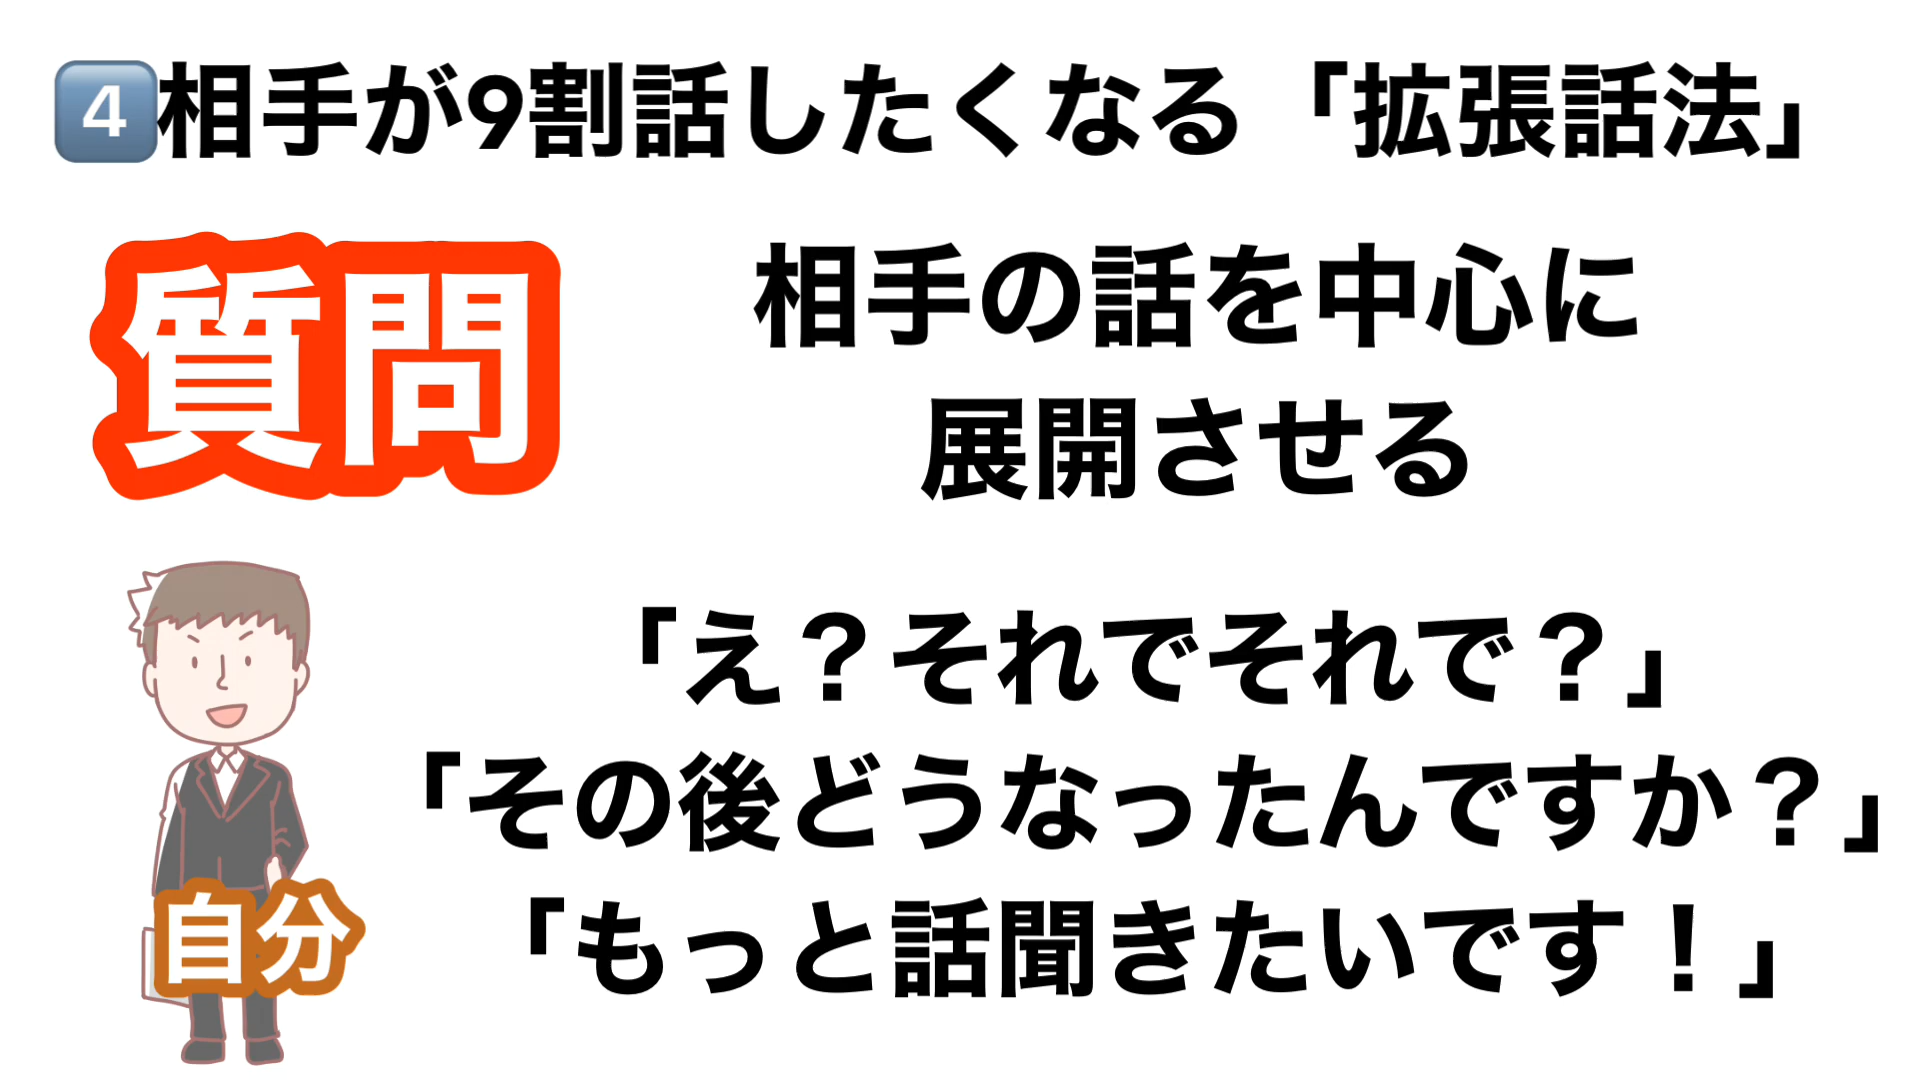 4相手が9割話したくなる「拡張話法」
質問
相手の話を中心に
展開させる
「え？それでそれで？」
「その後どうなったんですか？」
「もっと話聞きたいです！」
自分